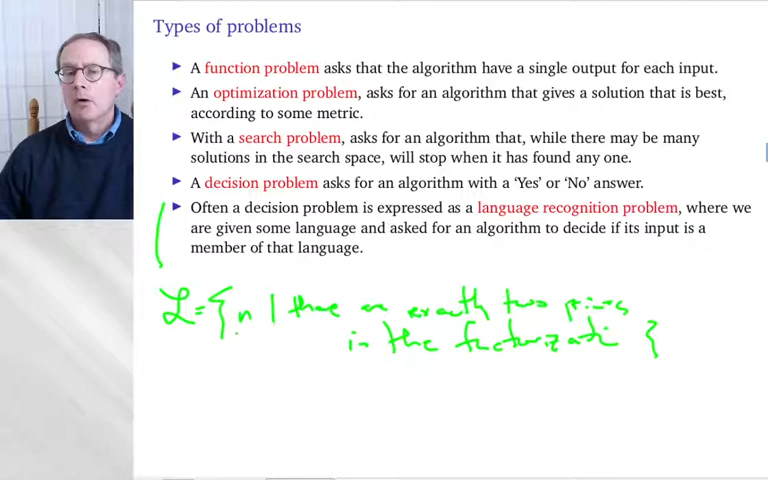 Types of problems
A function problem asks that the algorithm have a single output for each input.
An optimization problem, asks for an algorithm that gives a solution that is best,
according to some metric.
With a search problem, asks for an algorithm that, while there may be many
solutions in the search space, will stop when it has found any one.
A decision problem asks for an algorithm with a ‘Yes’ or ‘No’ answer.
Often a decision problem is expressed as a language recognition problem, where we
are given some language and asked for an algorithm to decide if its input is a
member of that language.
L = { n | there are exactly two primes
in the factorization }